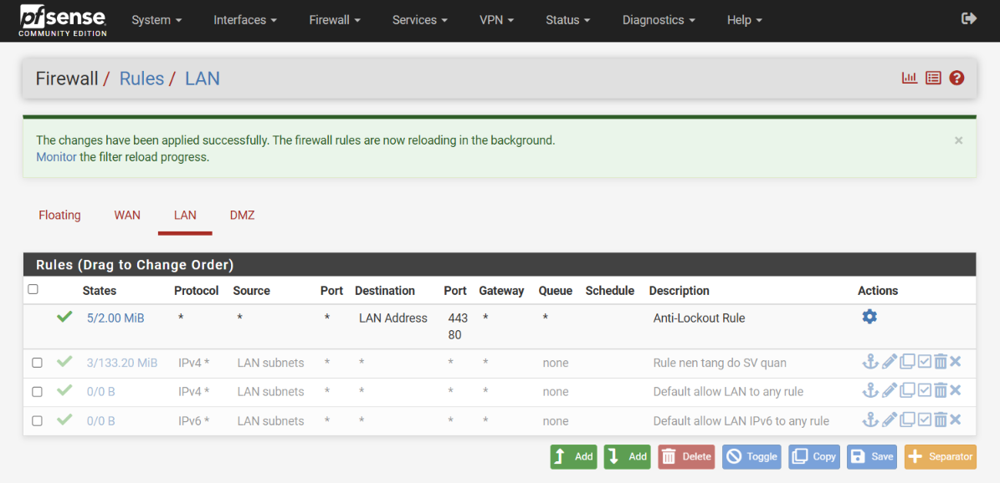 pfsense
COMMUNITY EDITION
System Interfaces Firewall Services VPN Status Diagnostics Help
Firewall / Rules / LAN
The changes have been applied successfully. The firewall rules are now reloading in the background.
Monitor the filter reload progress.
Floating WAN LAN DMZ
Rules (Drag to Change Order)
States Protocol Source Port Destination Port Gateway Queue Schedule Description Actions
5/2.00 MiB * * * LAN Address 443 * * Anti-Lockout Rule
80
3/133.20 MiB IPv4 * LAN subnets * * * * none Rule nen tang do SV quan
0/0 B IPv4 * LAN subnets * * * * none Default allow LAN to any rule
0/0 B IPv6 * LAN subnets * * * * none Default allow LAN IPv6 to any rule
Add Add Delete Toggle Copy Save Separator